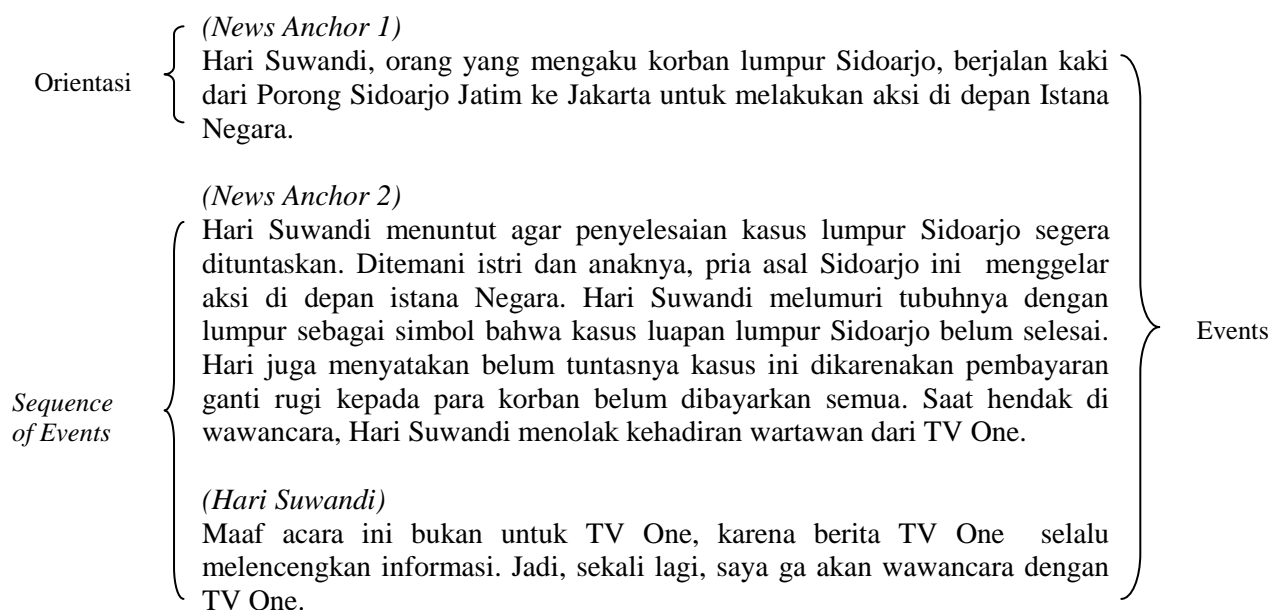 (News Anchor 1)
Orientasi
Hari Suwandi, orang yang mengaku korban lumpur Sidoarjo, berjalan kaki
dari Porong Sidoarjo Jatim ke Jakarta untuk melakukan aksi di depan Istana
Negara.
(News Anchor 2)
Sequence
of Events
Hari Suwandi menuntut agar penyelesaian kasus lumpur Sidoarjo segera
dituntaskan. Ditemani istri dan anaknya, pria asal Sidoarjo ini menggelar
aksi di depan istana Negara. Hari Suwandi melumuri tubuhnya dengan
lumpur sebagai simbol bahwa kasus luapan lumpur Sidoarjo belum selesai.
Hari juga menyatakan belum tuntasnya kasus ini dikarenakan pembayaran
ganti rugi kepada para korban belum dibayarkan semua. Saat hendak di
wawancara, Hari Suwandi menolak kehadiran wartawan dari TV One.
(Hari Suwandi)
Maaf acara ini bukan untuk TV One, karena berita TV One selalu
melencengkan informasi. Jadi, sekali lagi, saya ga akan wawancara dengan
TV One.
Events